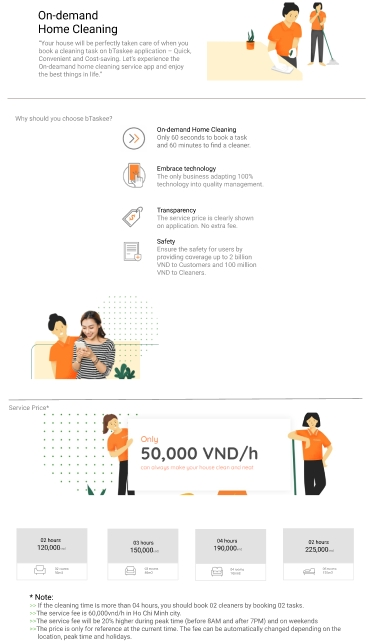 On-demand
Home Cleaning
"Your house will be perfectly taken care of when you
book a cleaning task on bTaskee application – Quick,
Convenient and Cost-saving. Let's experience the
On-deamand home cleaning service app and enjoy
the best things in life."
Why should you choose bTaskee?
On-demand Home Cleaning
Only 60 seconds to book a task
and 60 minutes to find a cleaner.
Embrace technology
The only business adapting 100%
technology into quality management.
Transparency
The service price is clearly shown
on application. No extra fee.
Safety
Ensure the safety for users by
providing coverage up to 2 billion
VND to Customers and 100 million
VND to Cleaners.
Service Price*
Only
50,000 VND/h
can always make your house clean and neat
02 hours
120,000
03 hours
150,000
04 hours
190,000
02 hours
225,000
* Note:
>> If the cleaning time is more than 04 hours, you should book 02 cleaners by booking 02 tasks.
>>The service fee is 60,000vnd/h in Ho Chi Minh city.
>>The service fee will be 20% higher during peak time (before 8AM and after 7PM) and on weekends
>>The price is only for reference at the current time. The fee can be automatically changed depending on the
location, peak time and holidays.